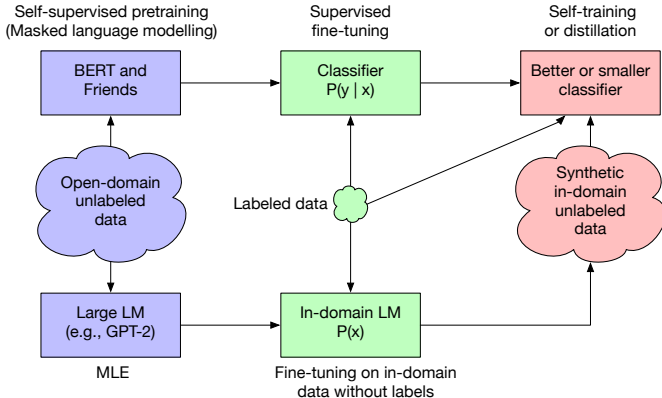 Self-supervised pretraining
(Masked language modelling)
Supervised
fine-tuning
Self-training
or distillation
BERT and
Friends
Classifier
P(y | x)
Better or smaller
classifier
Open-domain
unlabeled
data
Labeled data
Synthetic
in-domain
unlabeled
data
Large LM
(e.g., GPT-2)
In-domain LM
P(x)
MLE
Fine-tuning on in-domain
data without labels